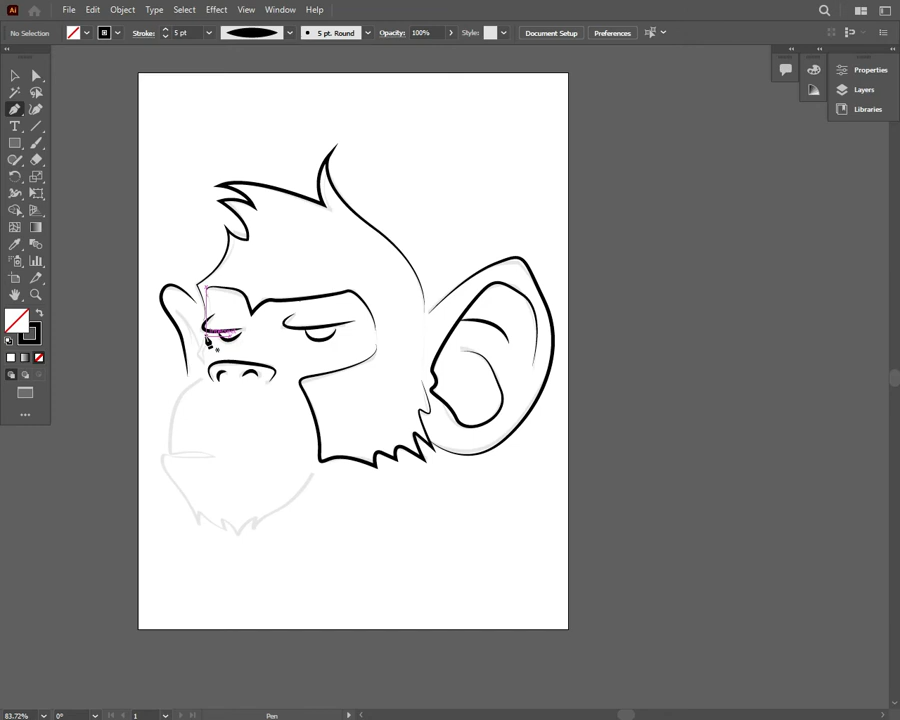 Ai File Edit Object Type Select Effect View Window Help
No Selection Stroke: 5 pt 5 pt. Round Opacity: 100% Style: Document Setup Preferences
Properties
Layers
Libraries
83.72% 0° 1 Pen